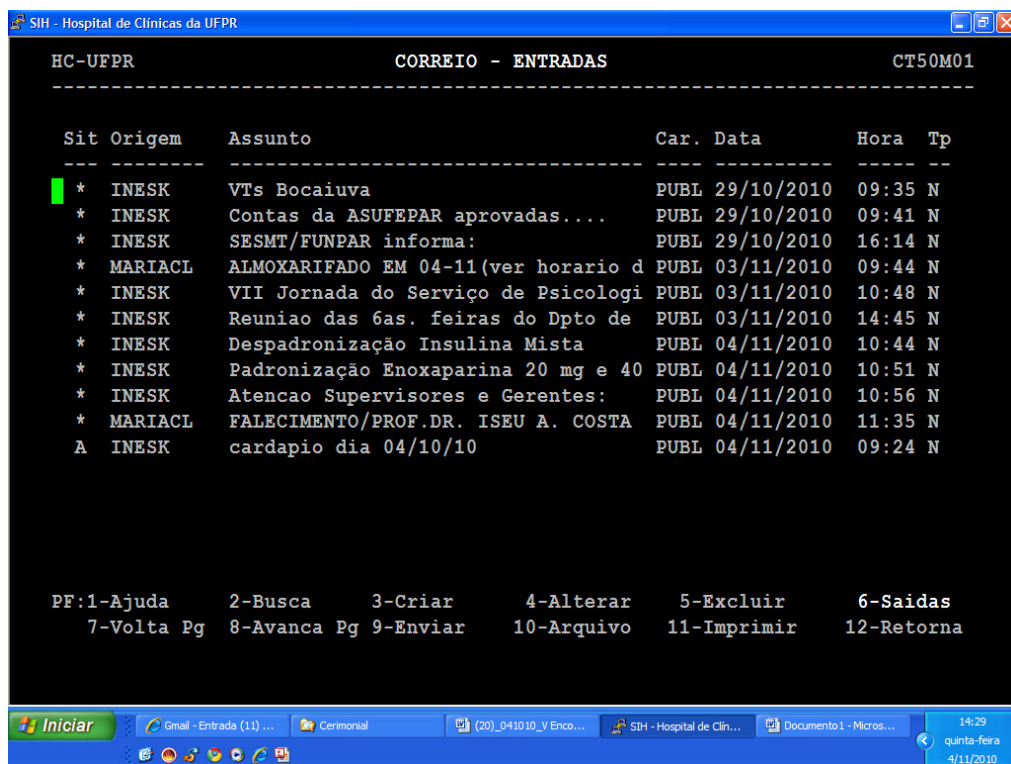 SIH - Hospital de Clínicas da UFPR
HC-UFPR CORREIO - ENTRADAS CT50M01
Sit Origem Assunto Car. Data Hora Tp
* INESK VTs Bocaiuva PUBL 29/10/2010 09:35 N
* INESK Contas da ASUFEPAR aprovadas.... PUBL 29/10/2010 09:41 N
* INESK SESMT/FUNPAR informa: PUBL 29/10/2010 16:14 N
* MARIACL ALMOXARIFADO EM 04-11(ver horario d PUBL 03/11/2010 09:44 N
* INESK VII Jornada do Serviço de Psicologi PUBL 03/11/2010 10:48 N
* INESK Reuniao das 6as. feiras do Dpto de PUBL 03/11/2010 14:45 N
* INESK Despadronização Insulina Mista PUBL 04/11/2010 10:44 N
* INESK Padronização Enoxaparina 20 mg e 40 PUBL 04/11/2010 10:51 N
* INESK Atencao Supervisores e Gerentes: PUBL 04/11/2010 10:56 N
* MARIACL FALECIMENTO/PROF.DR. ISEU A. COSTA PUBL 04/11/2010 11:35 N
A INESK cardapio dia 04/10/10 PUBL 04/11/2010 09:24 N
PF:1-Ajuda 2-Busca 3-Criar 4-Alterar 5-Excluir 6-Saidas
7-Volta Pg 8-Avanca Pg 9-Enviar 10-Arquivo 11-Imprimir 12-Retorna
Iniciar Gmail - Entrada (11) ... Cerimonial (20)_041010_V Enco... SIH - Hospital de Clín... Documento1 - Micros... 14:29
quinta-feira
4/11/2010